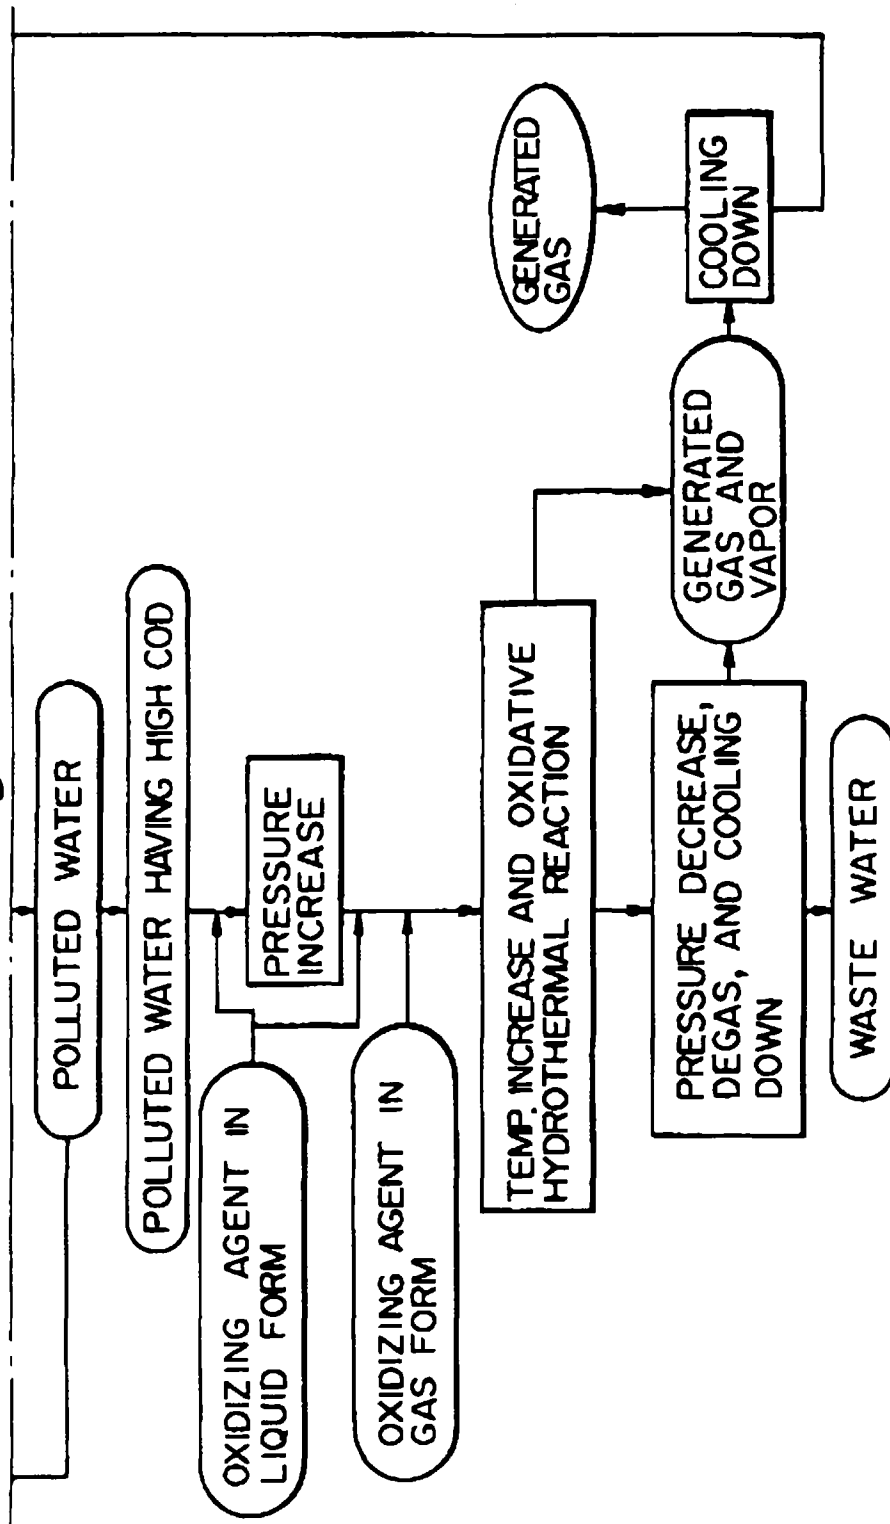 POLLUTED WATER
POLLUTED WATER HAVING HIGH COD
OXIDIZING AGENT IN
LIQUID FORM
PRESSURE
INCREASE
OXIDIZING AGENT IN
GAS FORM
TEMP. INCREASE AND OXIDATIVE
HYDROTHERMAL REACTION
PRESSURE DECREASE,
DEGAS, AND COOLING
DOWN
WASTE WATER
GENERATED
GAS AND
VAPOR
COOLING
DOWN
GENERATED
GAS